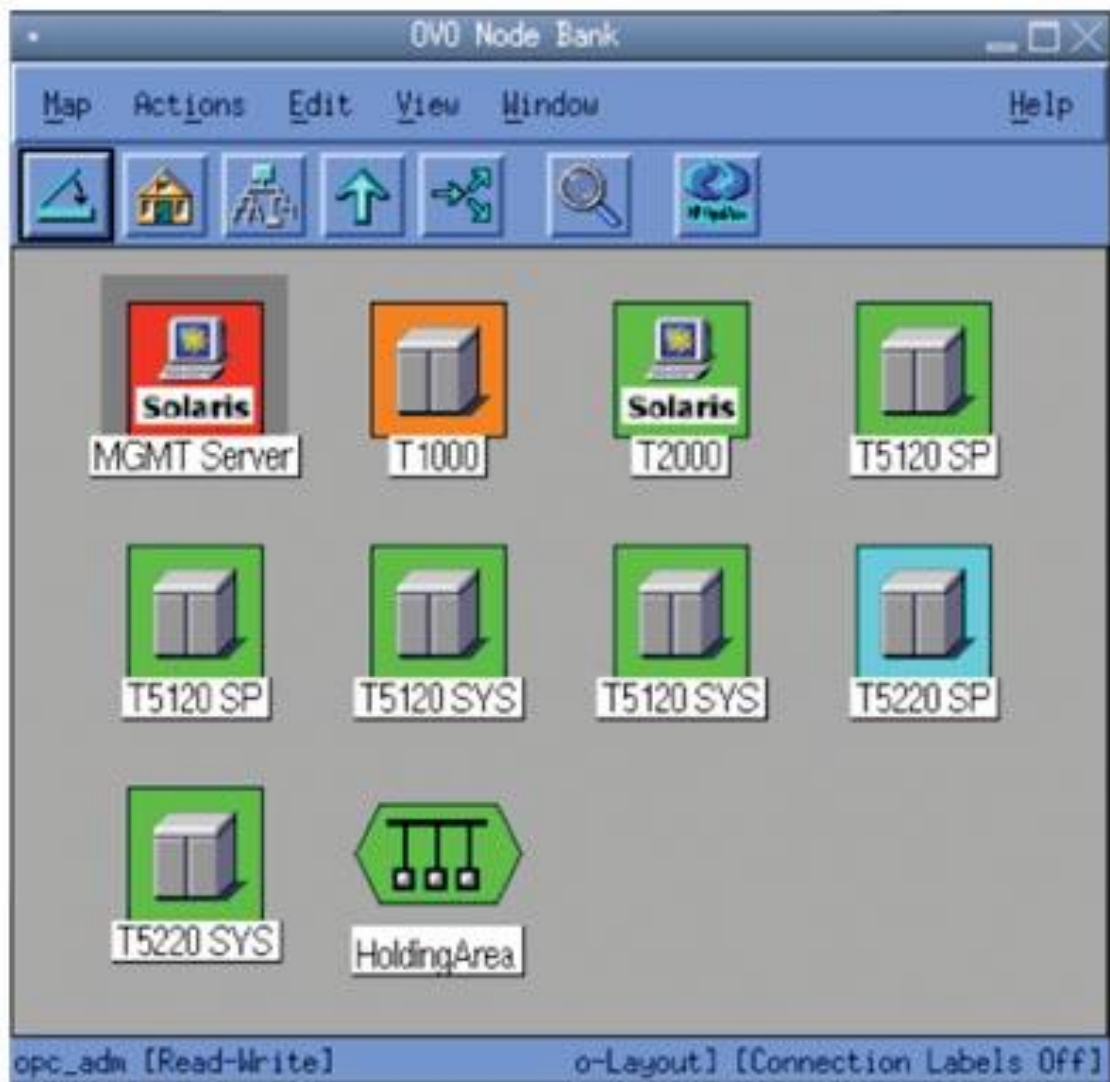 OVO Node Bank
Map Actions Edit View Window Help
Solaris
MGMT Server
T1000
Solaris
T2000
T5120 SP
T5120 SP
T5120 SYS
T5120 SYS
T5220 SP
T5220 SYS
HoldingArea
opc_adm [Read-Write] o-Layout] [Connection Labels Off]